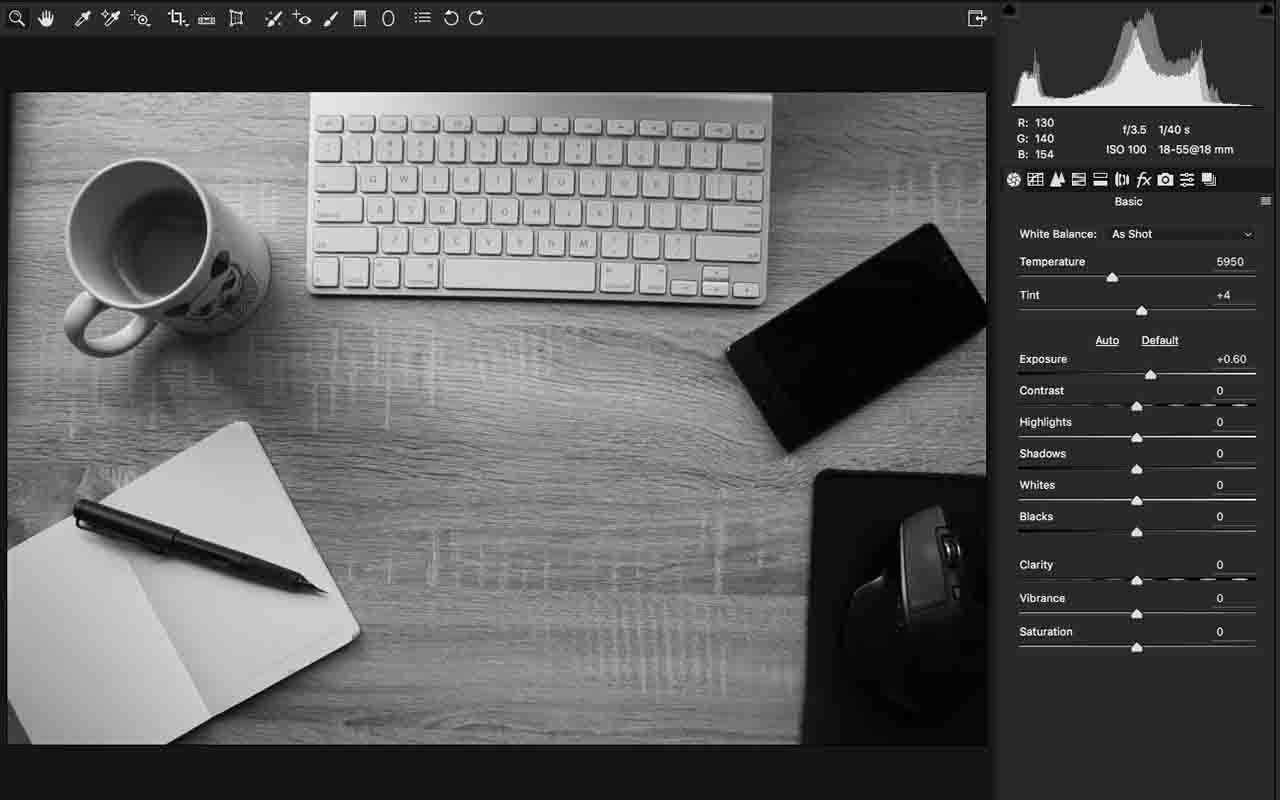 R: 130
G: 140
B: 154
f/3.5 1/40 s
ISO 100 18-55@18 mm
fx
Basic
White Balance: As Shot
Temperature 5950
Tint +4
Auto Default
Exposure +0.60
Contrast 0
Highlights 0
Shadows 0
Whites 0
Blacks 0
Clarity 0
Vibrance 0
Saturation 0